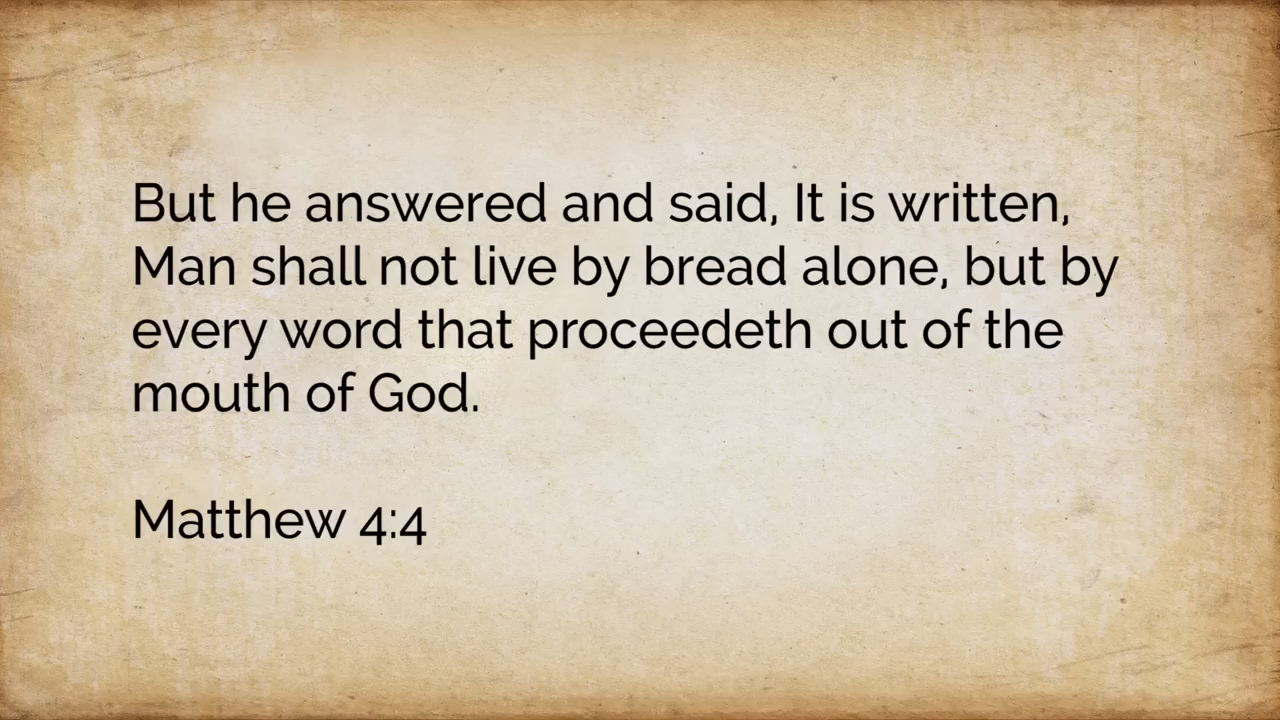 But he answered and said, It is written,
Man shall not live by bread alone, but by
every word that proceedeth out of the
mouth of God.
Matthew 4:4